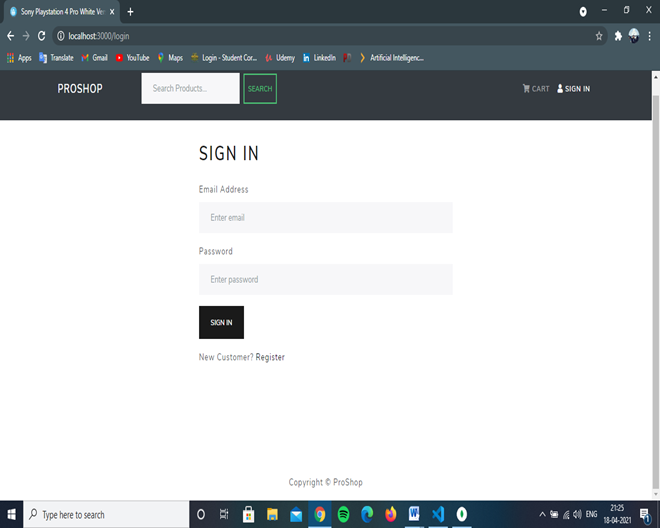 Sony Playstation 4 Pro White Ver
localhost:3000/login
Apps Translate Gmail YouTube Maps Login - Student Cor... Udemy LinkedIn Artificial Intelligenc...
PROSHOP Search Products... SEARCH CART SIGN IN
SIGN IN
Email Address
Enter email
Password
Enter password
SIGN IN
New Customer? Register
Copyright © ProShop
Type here to search
ENG
21:25
18-04-2021